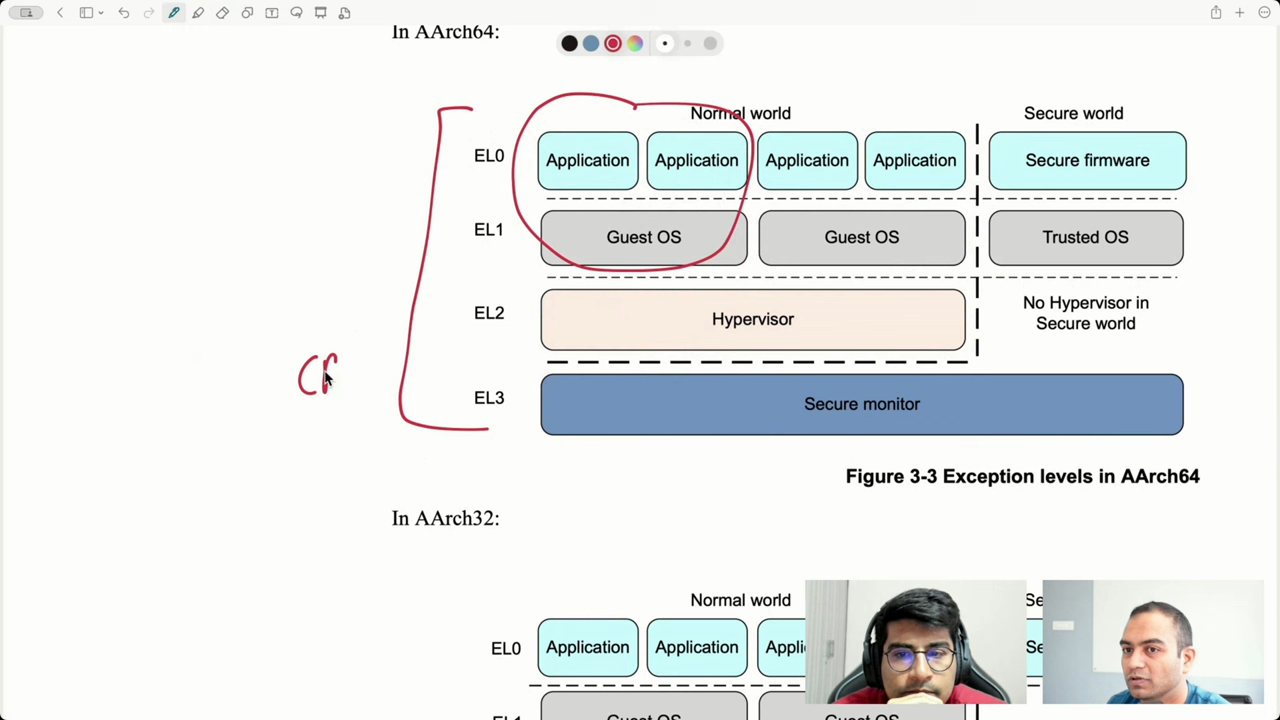 In AArch64:
Normal world Secure world
EL0 Application Application Application Application Secure firmware
EL1 Guest OS Guest OS Trusted OS
EL2 Hypervisor No Hypervisor in
Secure world
EL3 Secure monitor
Figure 3-3 Exception levels in AArch64
In AArch32:
Normal world
EL0 Application Application